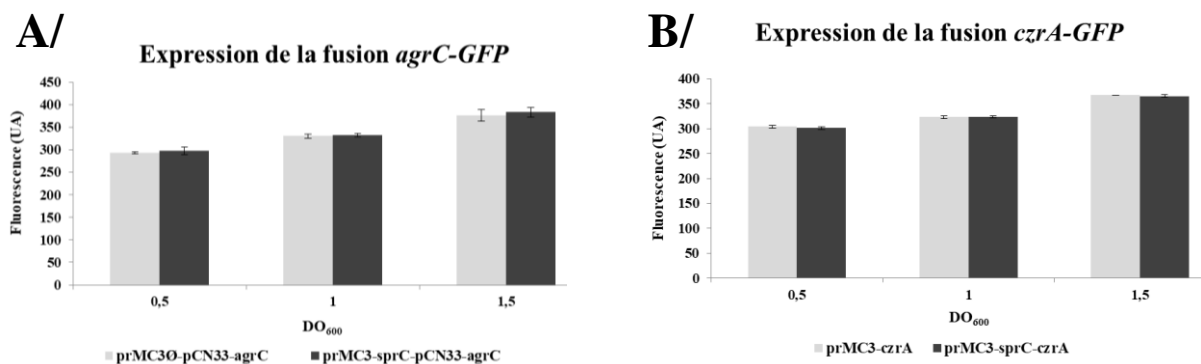 A/
Expression de la fusion agrC-GFP
Fluorescence (UA)
450
400
350
300
250
200
150
100
50
0
0,5
1
1,5
DO600
prMC3Ø-pCN33-agrC
prMC3-sprC-pCN33-agrC
B/
Expression de la fusion czrA-GFP
Fluorescence (UA)
400
350
300
250
200
150
100
50
0
0,5
1
1,5
DO600
prMC3-czrA
prMC3-sprC-czrA